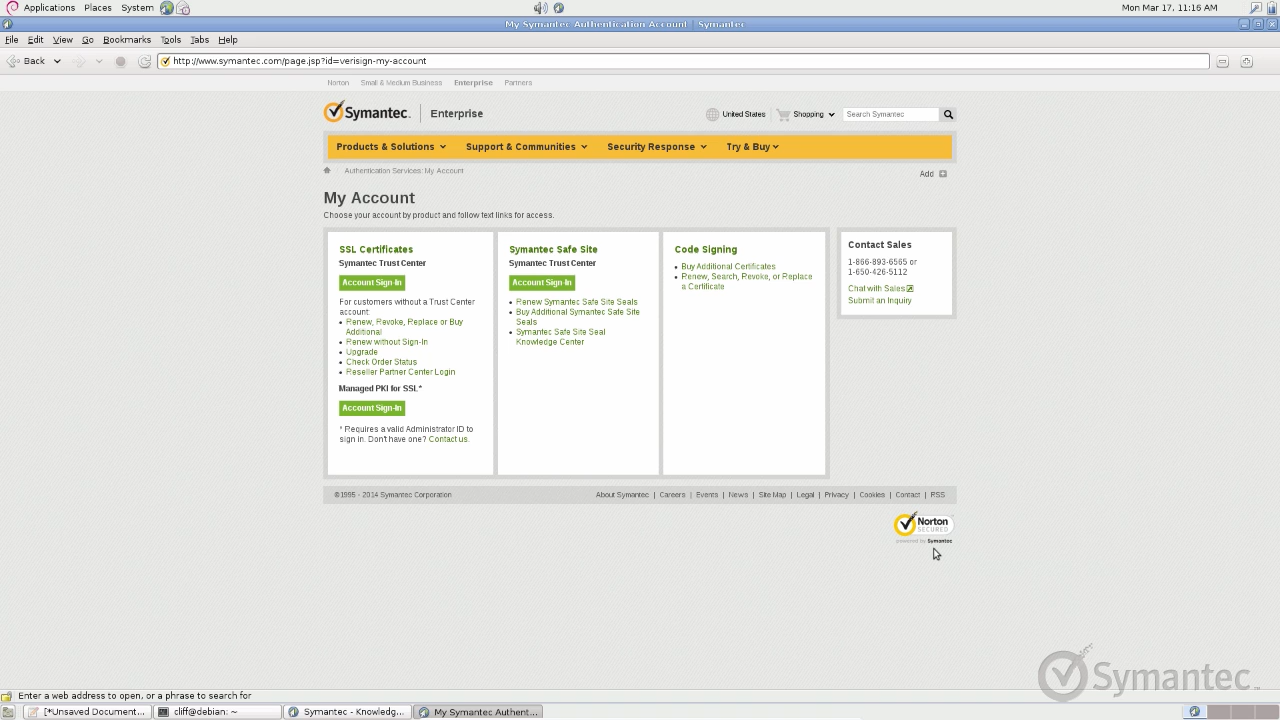 Applications Places System
Mon Mar 17, 11:16 AM
My Symantec Authentication Account | Symantec
File Edit View Go Bookmarks Tools Tabs Help
Back http://www.symantec.com/page.jsp?id=verisign-my-account
Norton Small & Medium Business Enterprise Partners
Symantec. Enterprise
United States Shopping Search Symantec
Products & Solutions Support & Communities Security Response Try & Buy
Authentication Services: My Account
Add
My Account
Choose your account by product and follow text links for access.
SSL Certificates
Symantec Trust Center
Account Sign-In
For customers without a Trust Center
account:
• Renew, Revoke, Replace or Buy
Additional
• Renew without Sign-In
• Upgrade
• Check Order Status
• Reseller Partner Center Login
Managed PKI for SSL*
Account Sign-In
* Requires a valid Administrator ID to
sign in. Don't have one? Contact us.
Symantec Safe Site
Symantec Trust Center
Account Sign-In
• Renew Symantec Safe Site Seals
• Buy Additional Symantec Safe Site
Seals
• Symantec Safe Site Seal
Knowledge Center
Code Signing
• Buy Additional Certificates
• Renew, Search, Revoke, or Replace
a Certificate
Contact Sales
1-866-893-6565 or
1-650-426-5112
Chat with Sales
Submit an Inquiry
©1995 - 2014 Symantec Corporation
About Symantec | Careers | Events | News | Site Map | Legal | Privacy | Cookies | Contact | RSS
Norton
SECURED
powered by Symantec
Symantec.
Enter a web address to open, or a phrase to search for
[*Unsaved Document... cliff@debian: ~ Symantec - Knowledg... My Symantec Authent...